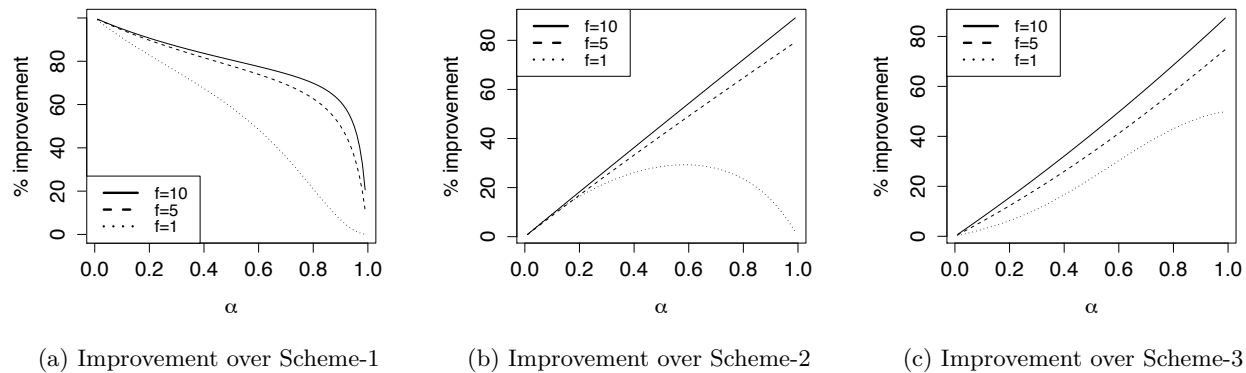 % improvement
0 20 40 60 80
f=10
f=5
f=1
0.0 0.2 0.4 0.6 0.8 1.0
α
(a) Improvement over Scheme-1
% improvement
0 20 40 60 80
f=10
f=5
f=1
0.0 0.2 0.4 0.6 0.8 1.0
α
(b) Improvement over Scheme-2
% improvement
0 20 40 60 80
f=10
f=5
f=1
0.0 0.2 0.4 0.6 0.8 1.0
α
(c) Improvement over Scheme-3